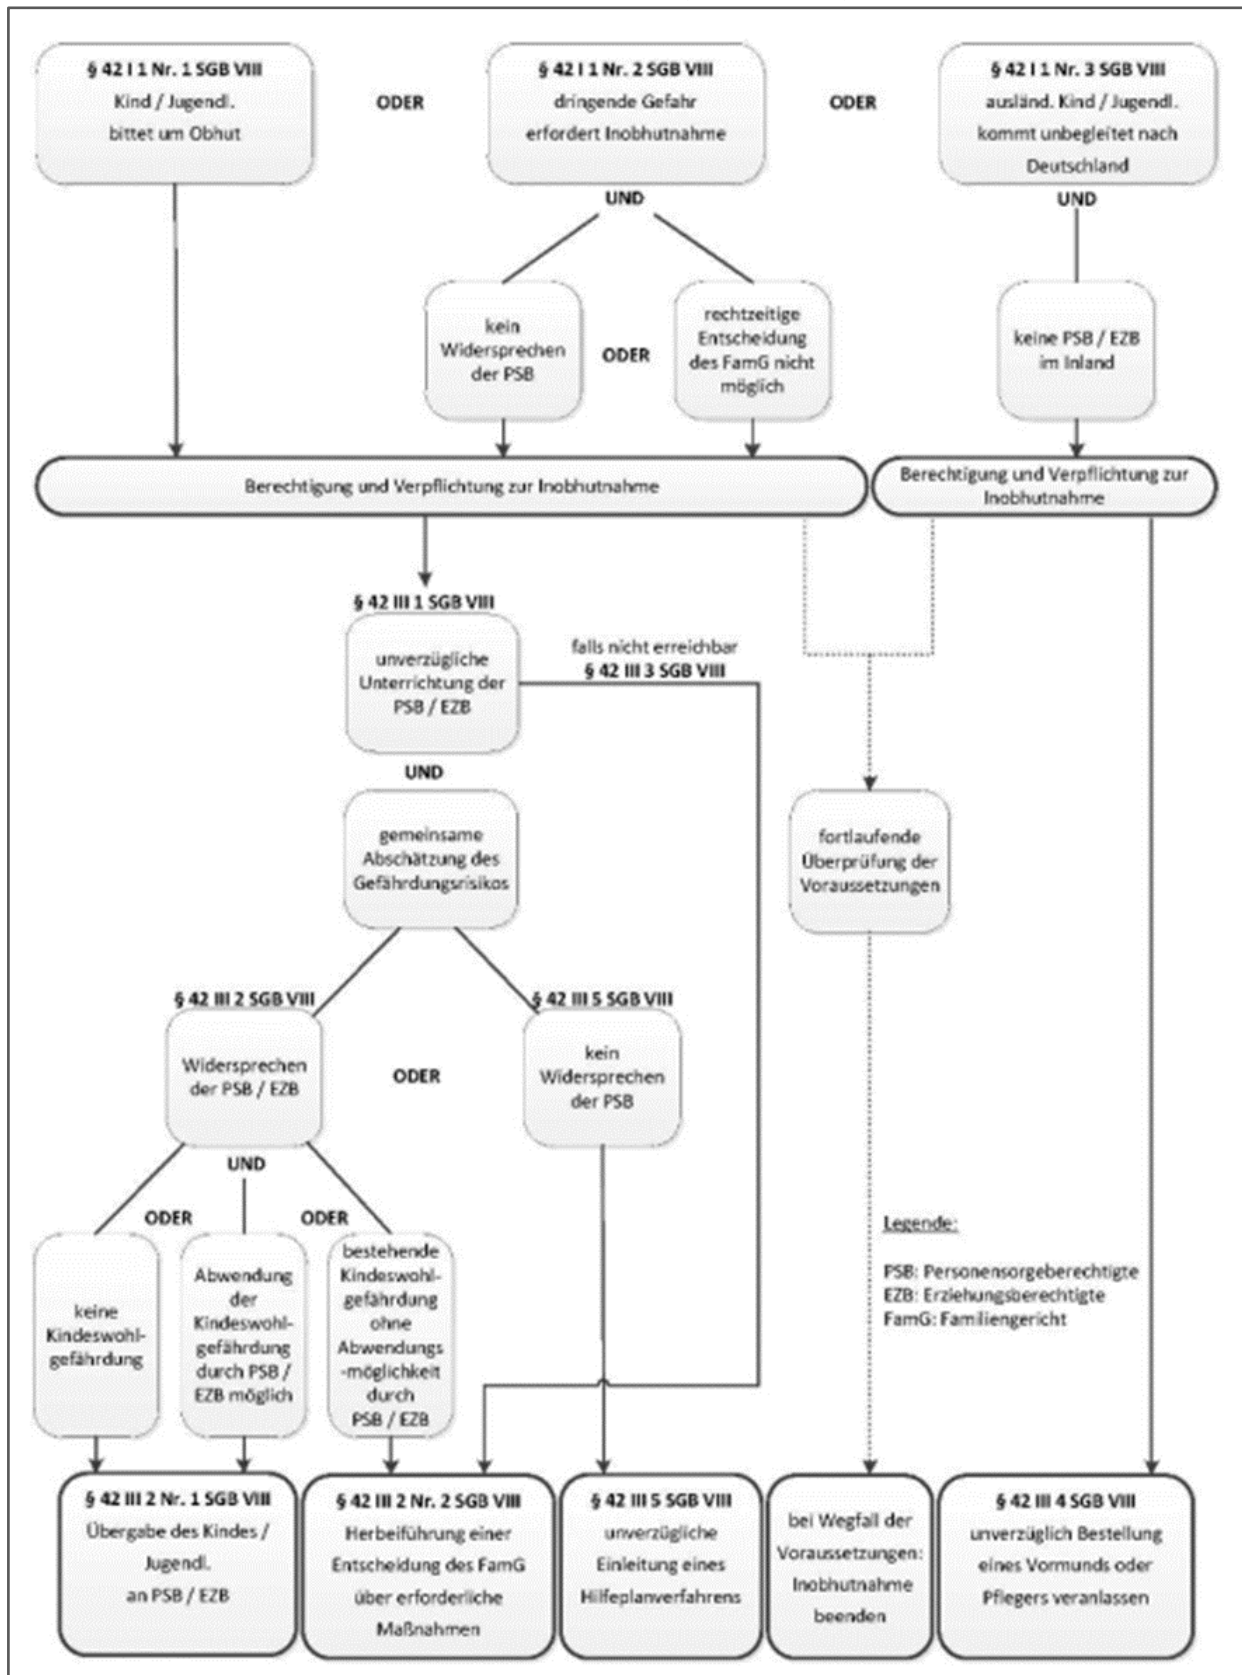 § 42 I 1 Nr. 1 SGB VIII
Kind / Jugendl.
bittet um Obhut
ODER
§ 42 I 1 Nr. 2 SGB VIII
dringende Gefahr
erfordert Inobhutnahme
ODER
§ 42 I 1 Nr. 3 SGB VIII
ausländ. Kind / Jugendl.
kommt unbegleitet nach
Deutschland
UND
UND
kein
Widersprechen
der PSB
ODER
rechtzeitige
Entscheidung
des FamG nicht
möglich
keine PSB / EZB
im Inland
Berechtigung und Verpflichtung zur Inobhutnahme
Berechtigung und Verpflichtung zur
Inobhutnahme
§ 42 III 1 SGB VIII
unverzügliche
Unterrichtung der
PSB / EZB
falls nicht erreichbar
§ 42 III 3 SGB VIII
UND
gemeinsame
Abschätzung des
Gefährdungsrisikos
fortlaufende
Überprüfung der
Voraussetzungen
§ 42 III 2 SGB VIII
Widersprechen
der PSB / EZB
ODER
§ 42 III 5 SGB VIII
kein
Widersprechen
der PSB
UND
ODER
ODER
keine
Kindeswohl-
gefährdung
Abwendung
der
Kindeswohl-
gefährdung
durch PSB /
EZB möglich
bestehende
Kindeswohl-
gefährdung
ohne
Abwendungs
-möglichkeit
durch
PSB / EZB
Legende:
PSB: Personensorgeberechtigte
EZB: Erziehungsberechtigte
FamG: Familiengericht
§ 42 III 2 Nr. 1 SGB VIII
Übergabe des Kindes /
Jugendl.
an PSB / EZB
§ 42 III 2 Nr. 2 SGB VIII
Herbeiführung einer
Entscheidung des FamG
über erforderliche
Maßnahmen
§ 42 III 5 SGB VIII
unverzügliche
Einleitung eines
Hilfeplanverfahrens
bei Wegfall der
Voraussetzungen:
Inobhutnahme
beenden
§ 42 III 4 SGB VIII
unverzüglich Bestellung
eines Vormunds oder
Pflegers veranlassen